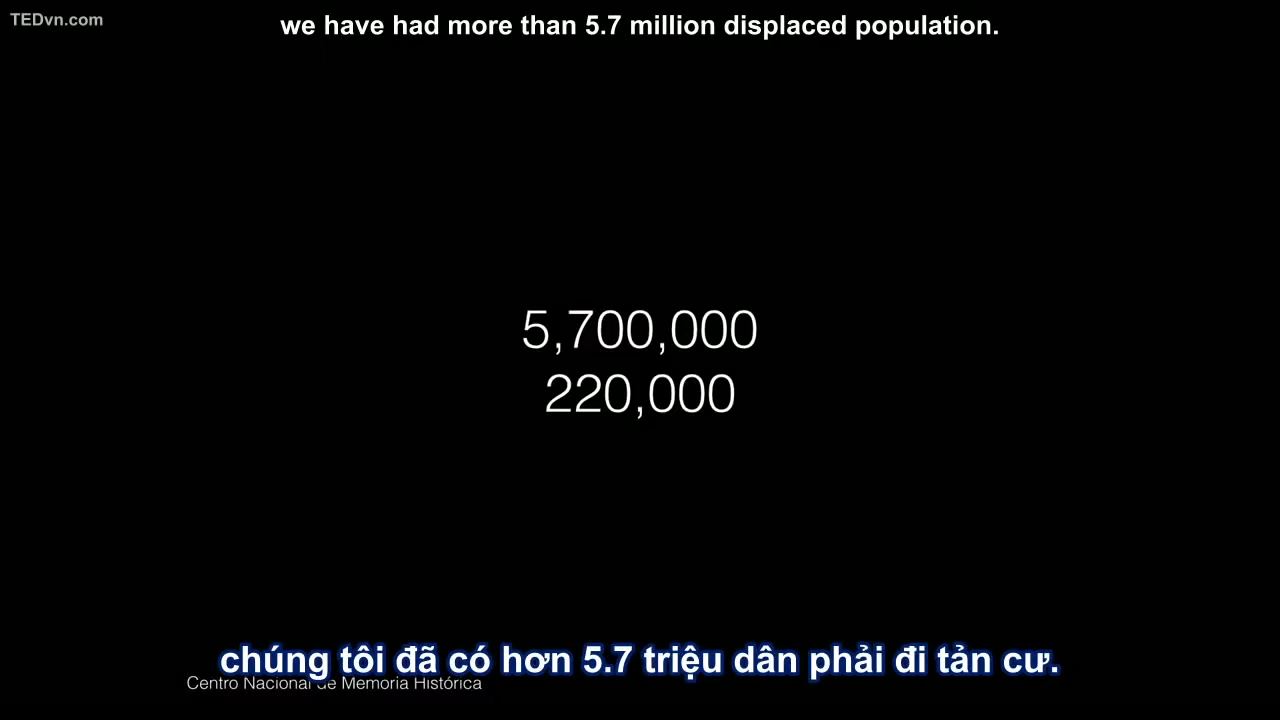 TEDvn.com
we have had more than 5.7 million displaced population.
5,700,000
220,000
chúng tôi đã có hơn 5.7 triệu dân phải đi tản cư.
Centro Nacional de Memoria Histórica